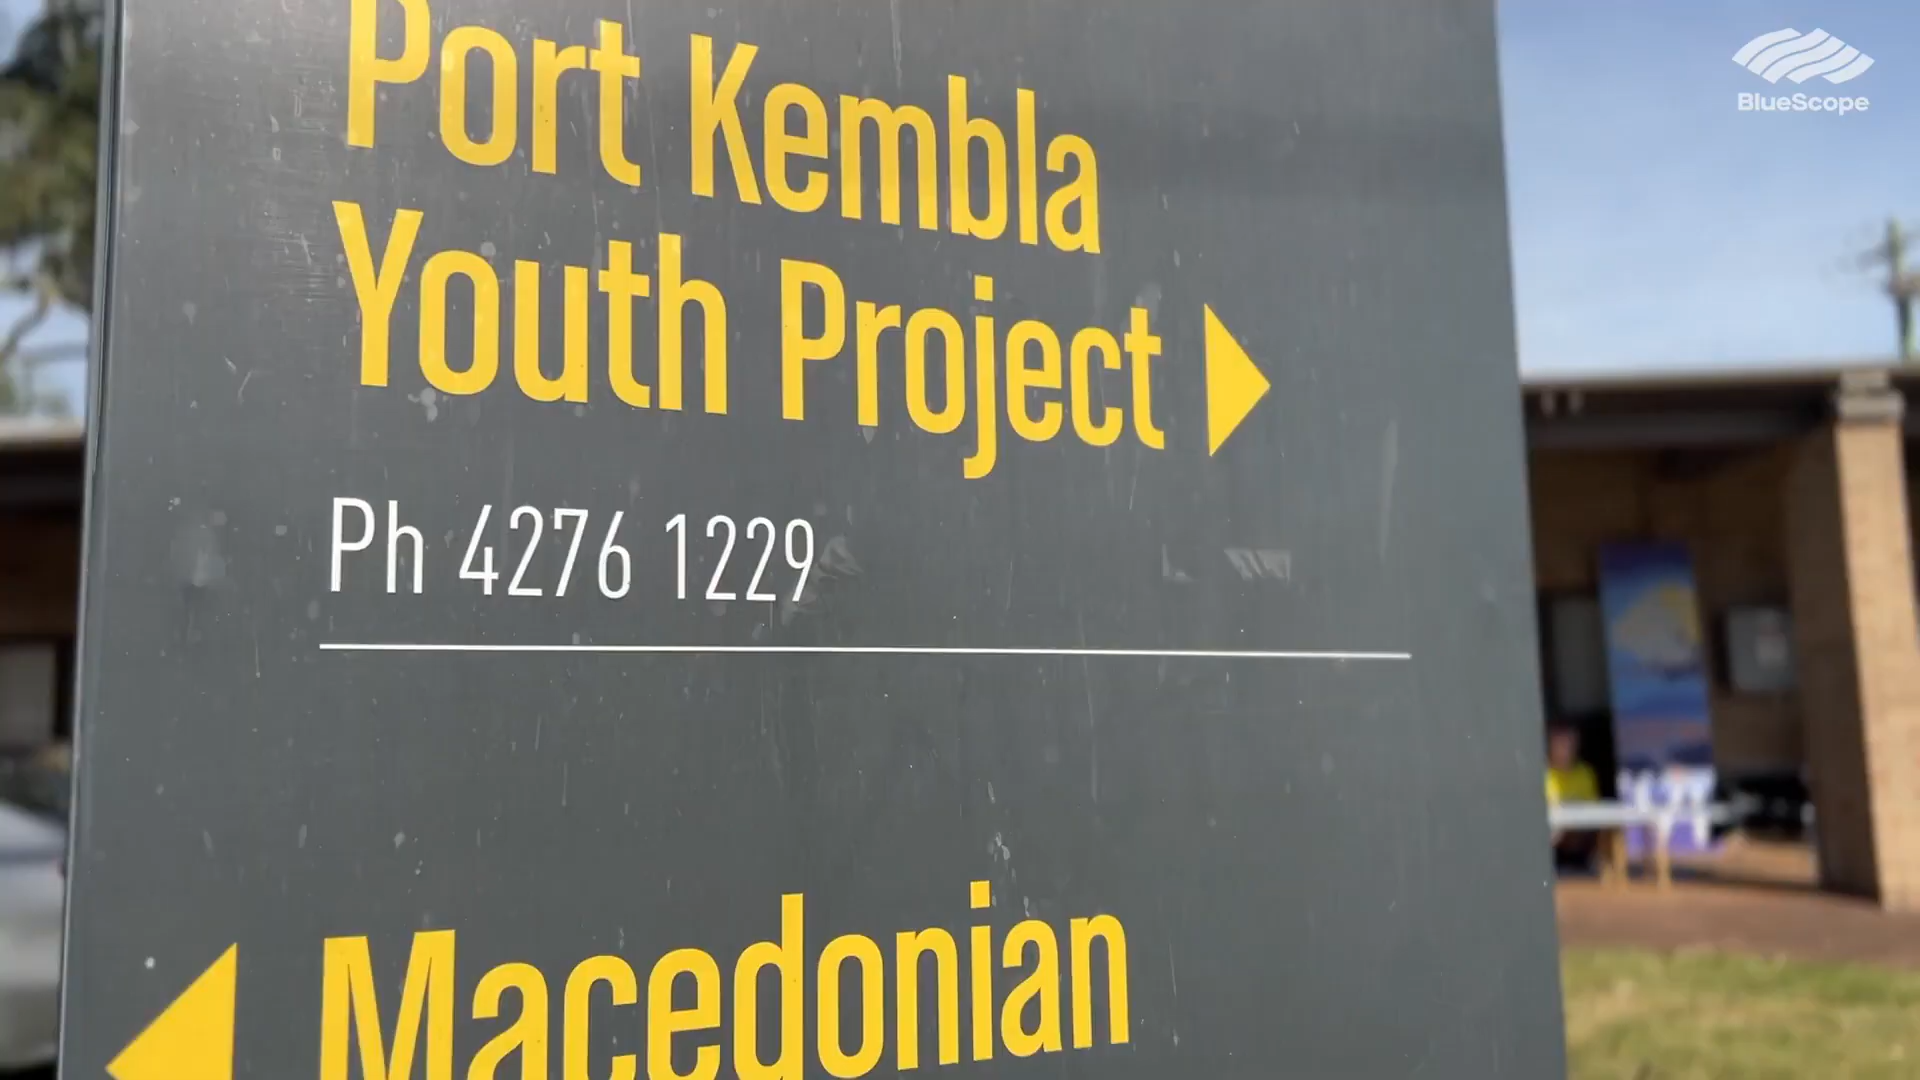 BlueScope
Port Kembla
Youth Project
Ph 4276 1229
Macedonian